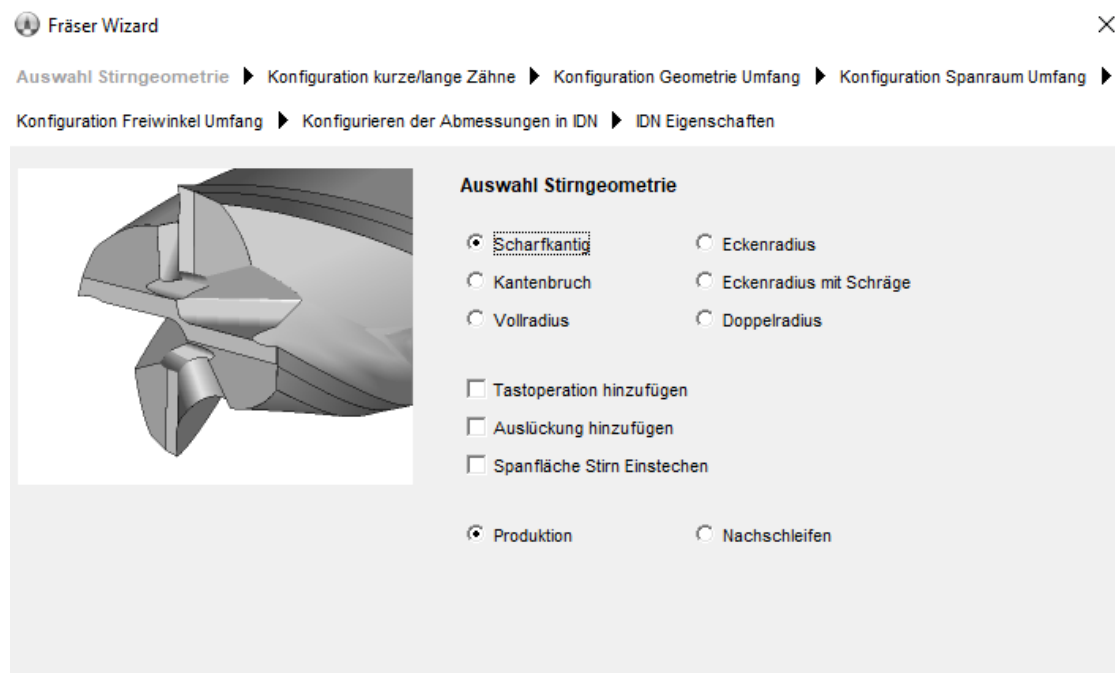 Fräser Wizard
Auswahl Stirngeometrie ▶ Konfiguration kurze/lange Zähne ▶ Konfiguration Geometrie Umfang ▶ Konfiguration Spanraum Umfang ▶
Konfiguration Freiwinkel Umfang ▶ Konfigurieren der Abmessungen in IDN ▶ IDN Eigenschaften
Auswahl Stirngeometrie
Scharfkantig Eckenradius
Kantenbruch Eckenradius mit Schräge
Vollradius Doppelradius
Tastoperation hinzufügen
Auslückung hinzufügen
Spanfläche Stirn Einstechen
Produktion Nachschleifen